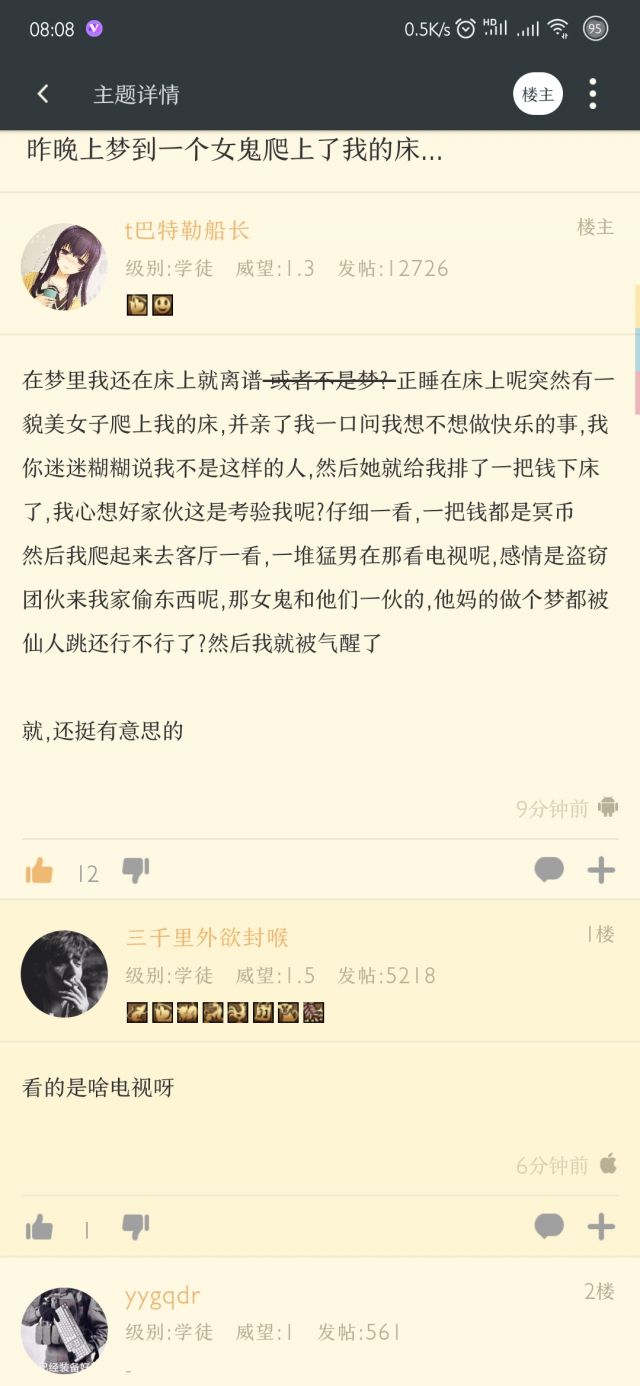 08:08
0.5K/s HD 95
主题详情
楼主
昨晚上梦到一个女鬼爬上了我的床...
t巴特勒船长
楼主
级别:学徒 威望:1.3 发帖:12726
在梦里我还在床上就离谱 或者不是梦? 正睡在床上呢突然有一
貌美女子爬上我的床,并亲了我一口问我想不想做快乐的事,我
你迷迷糊糊说我不是这样的人,然后她就给我排了一把钱下床
了,我心想好家伙这是考验我呢?仔细一看,一把钱都是冥币
然后我爬起来去客厅一看,一堆猛男在那看电视呢,感情是盗窃
团伙来我家偷东西呢,那女鬼和他们一伙的,他妈的做个梦都被
仙人跳还行不行了?然后我就被气醒了
就,还挺有意思的
9分钟前
12
三千里外欲封喉
1楼
级别:学徒 威望:1.5 发帖:5218
看的是啥电视呀
6分钟前
1
yygqdr
2楼
级别:学徒 威望:1 发帖:561
已经装备好
-